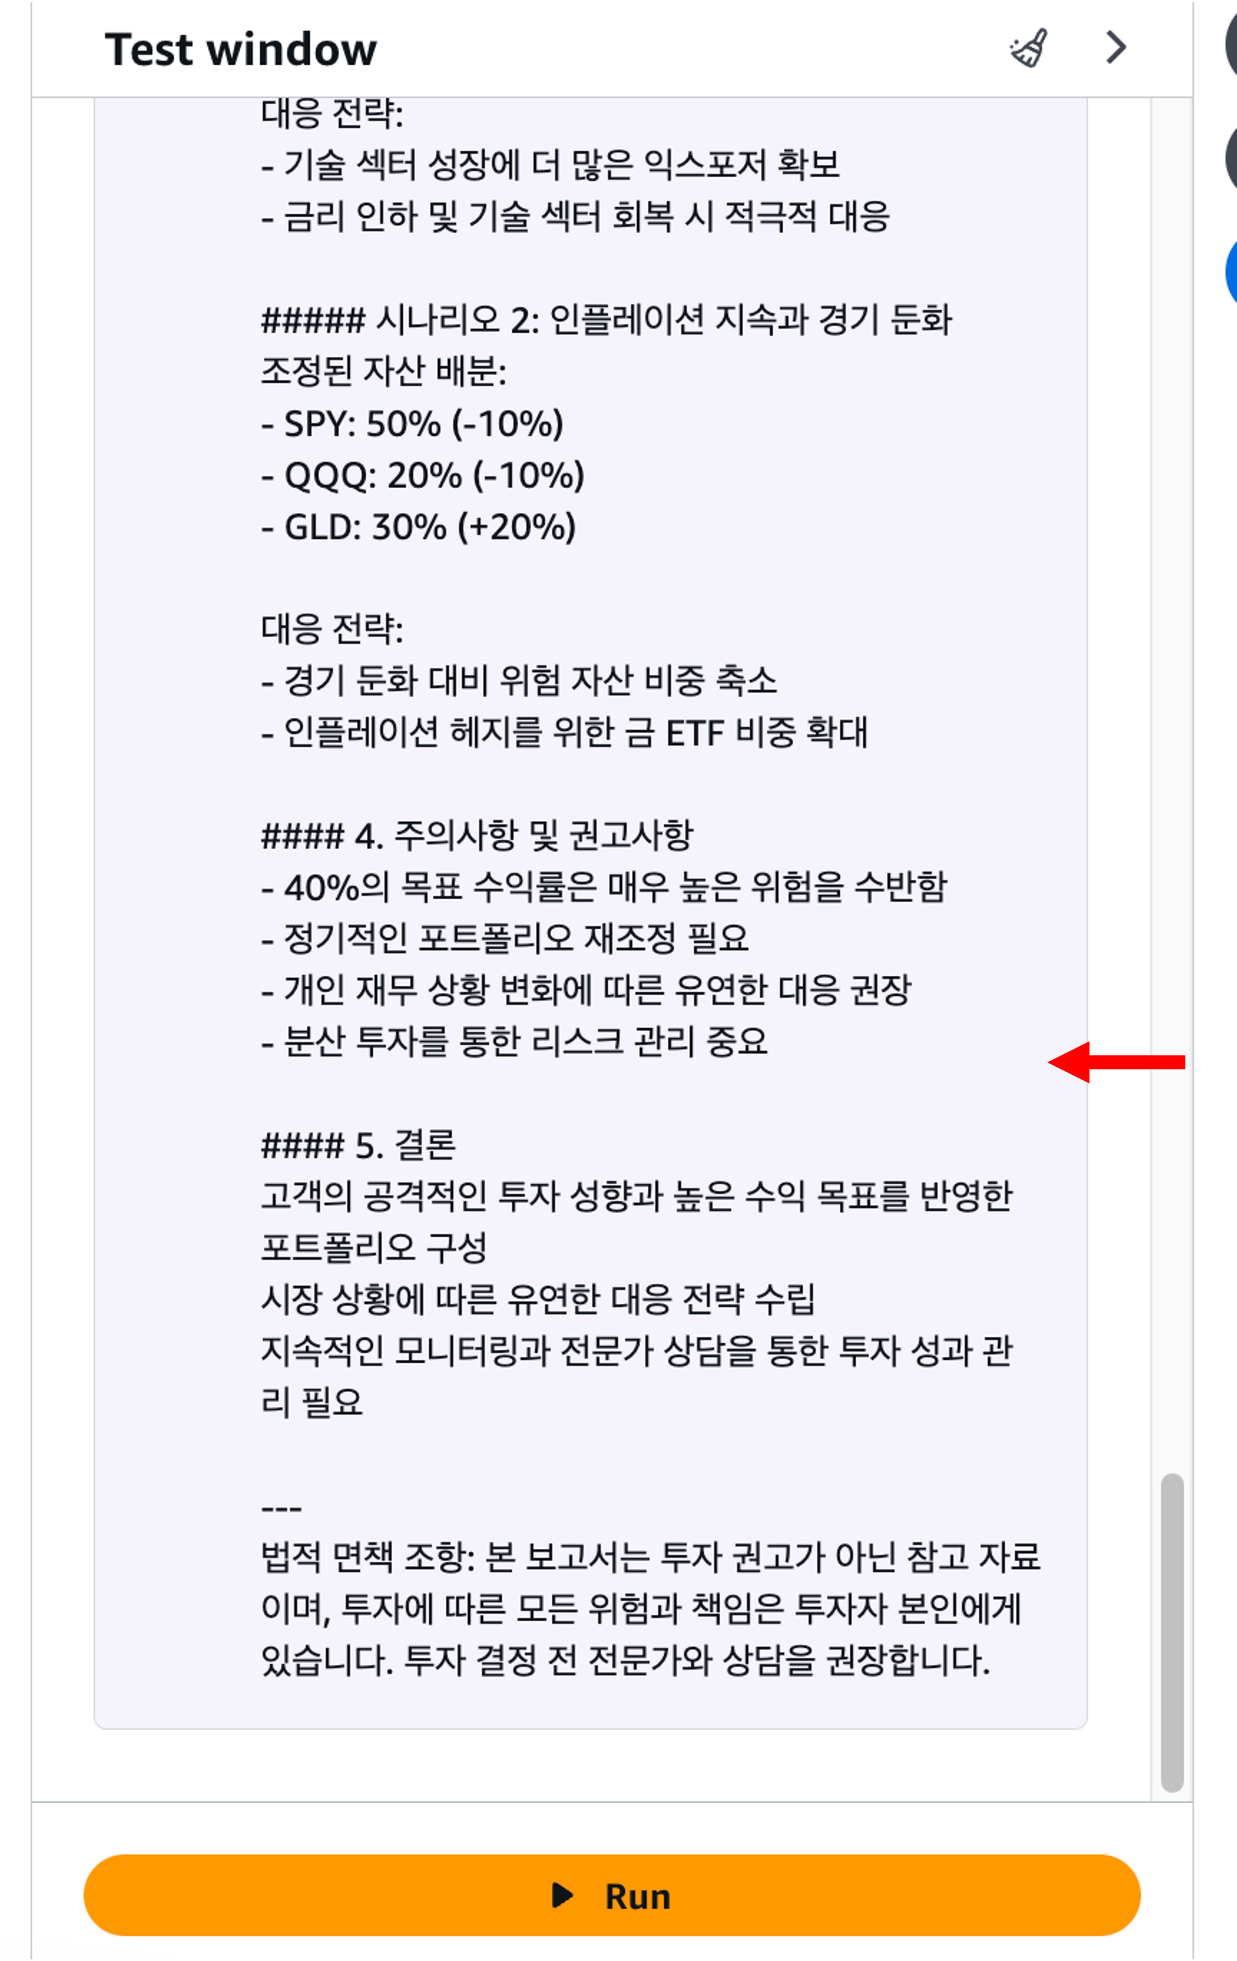 Test window
대응 전략:
- 기술 섹터 성장에 더 많은 익스포저 확보
- 금리 인하 및 기술 섹터 회복 시 적극적 대응
##### 시나리오 2: 인플레이션 지속과 경기 둔화
조정된 자산 배분:
- SPY: 50% (-10%)
- QQQ: 20% (-10%)
- GLD: 30% (+20%)
대응 전략:
- 경기 둔화 대비 위험 자산 비중 축소
- 인플레이션 헤지를 위한 금 ETF 비중 확대
#### 4. 주의사항 및 권고사항
- 40%의 목표 수익률은 매우 높은 위험을 수반함
- 정기적인 포트폴리오 재조정 필요
- 개인 재무 상황 변화에 따른 유연한 대응 권장
- 분산 투자를 통한 리스크 관리 중요
#### 5. 결론
고객의 공격적인 투자 성향과 높은 수익 목표를 반영한
포트폴리오 구성
시장 상황에 따른 유연한 대응 전략 수립
지속적인 모니터링과 전문가 상담을 통한 투자 성과 관
리 필요
---
법적 면책 조항: 본 보고서는 투자 권고가 아닌 참고 자료
이며, 투자에 따른 모든 위험과 책임은 투자자 본인에게
있습니다. 투자 결정 전 전문가와 상담을 권장합니다.
Run